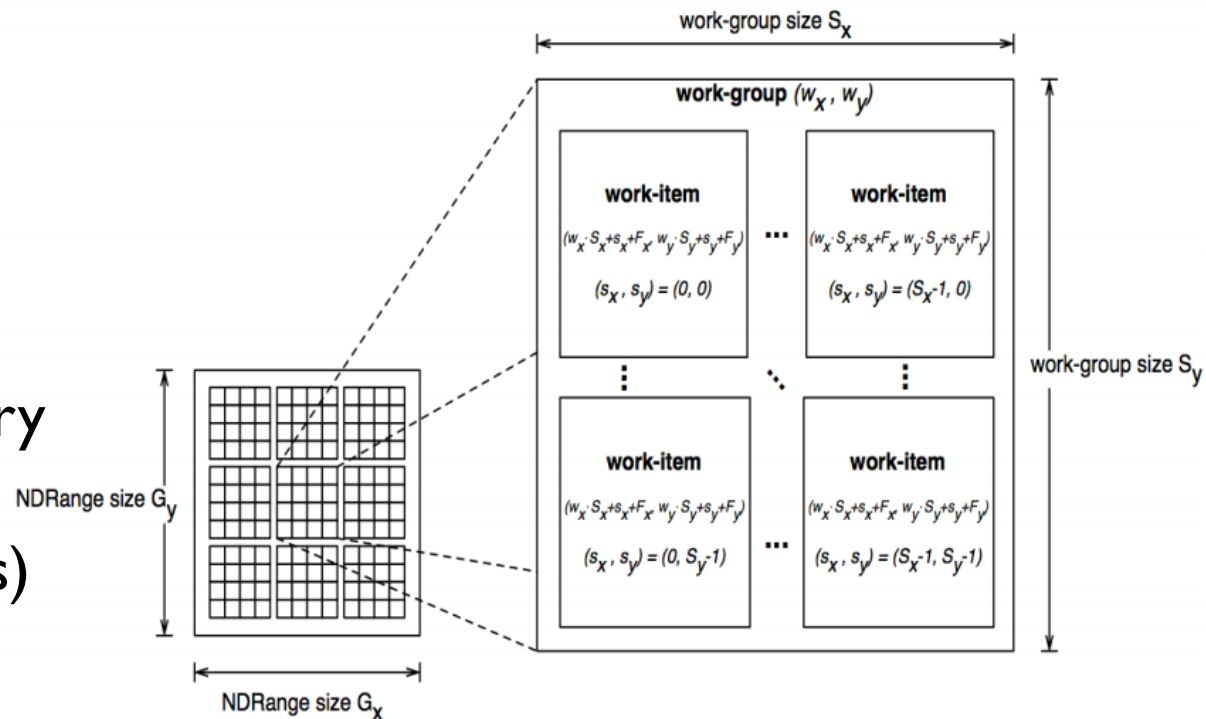 work-group size Sx
work-group (wx , wy)
work-item
work-item
(wx·Sx+sx+Fx, wy·Sy+sy+Fy)
...
(wx·Sx+sx+Fx, wy·Sy+sy+Fy)
(sx , sy) = (0, 0)
(sx , sy) = (Sx-1, 0)
work-group size Sy
ry
work-item
work-item
NDRange size Gy
(wx·Sx+sx+Fx, wy·Sy+sy+Fy)
...
(wx·Sx+sx+Fx, wy·Sy+sy+Fy)
s)
(sx , sy) = (0, Sy-1)
(sx , sy) = (Sx-1, Sy-1)
NDRange size Gx